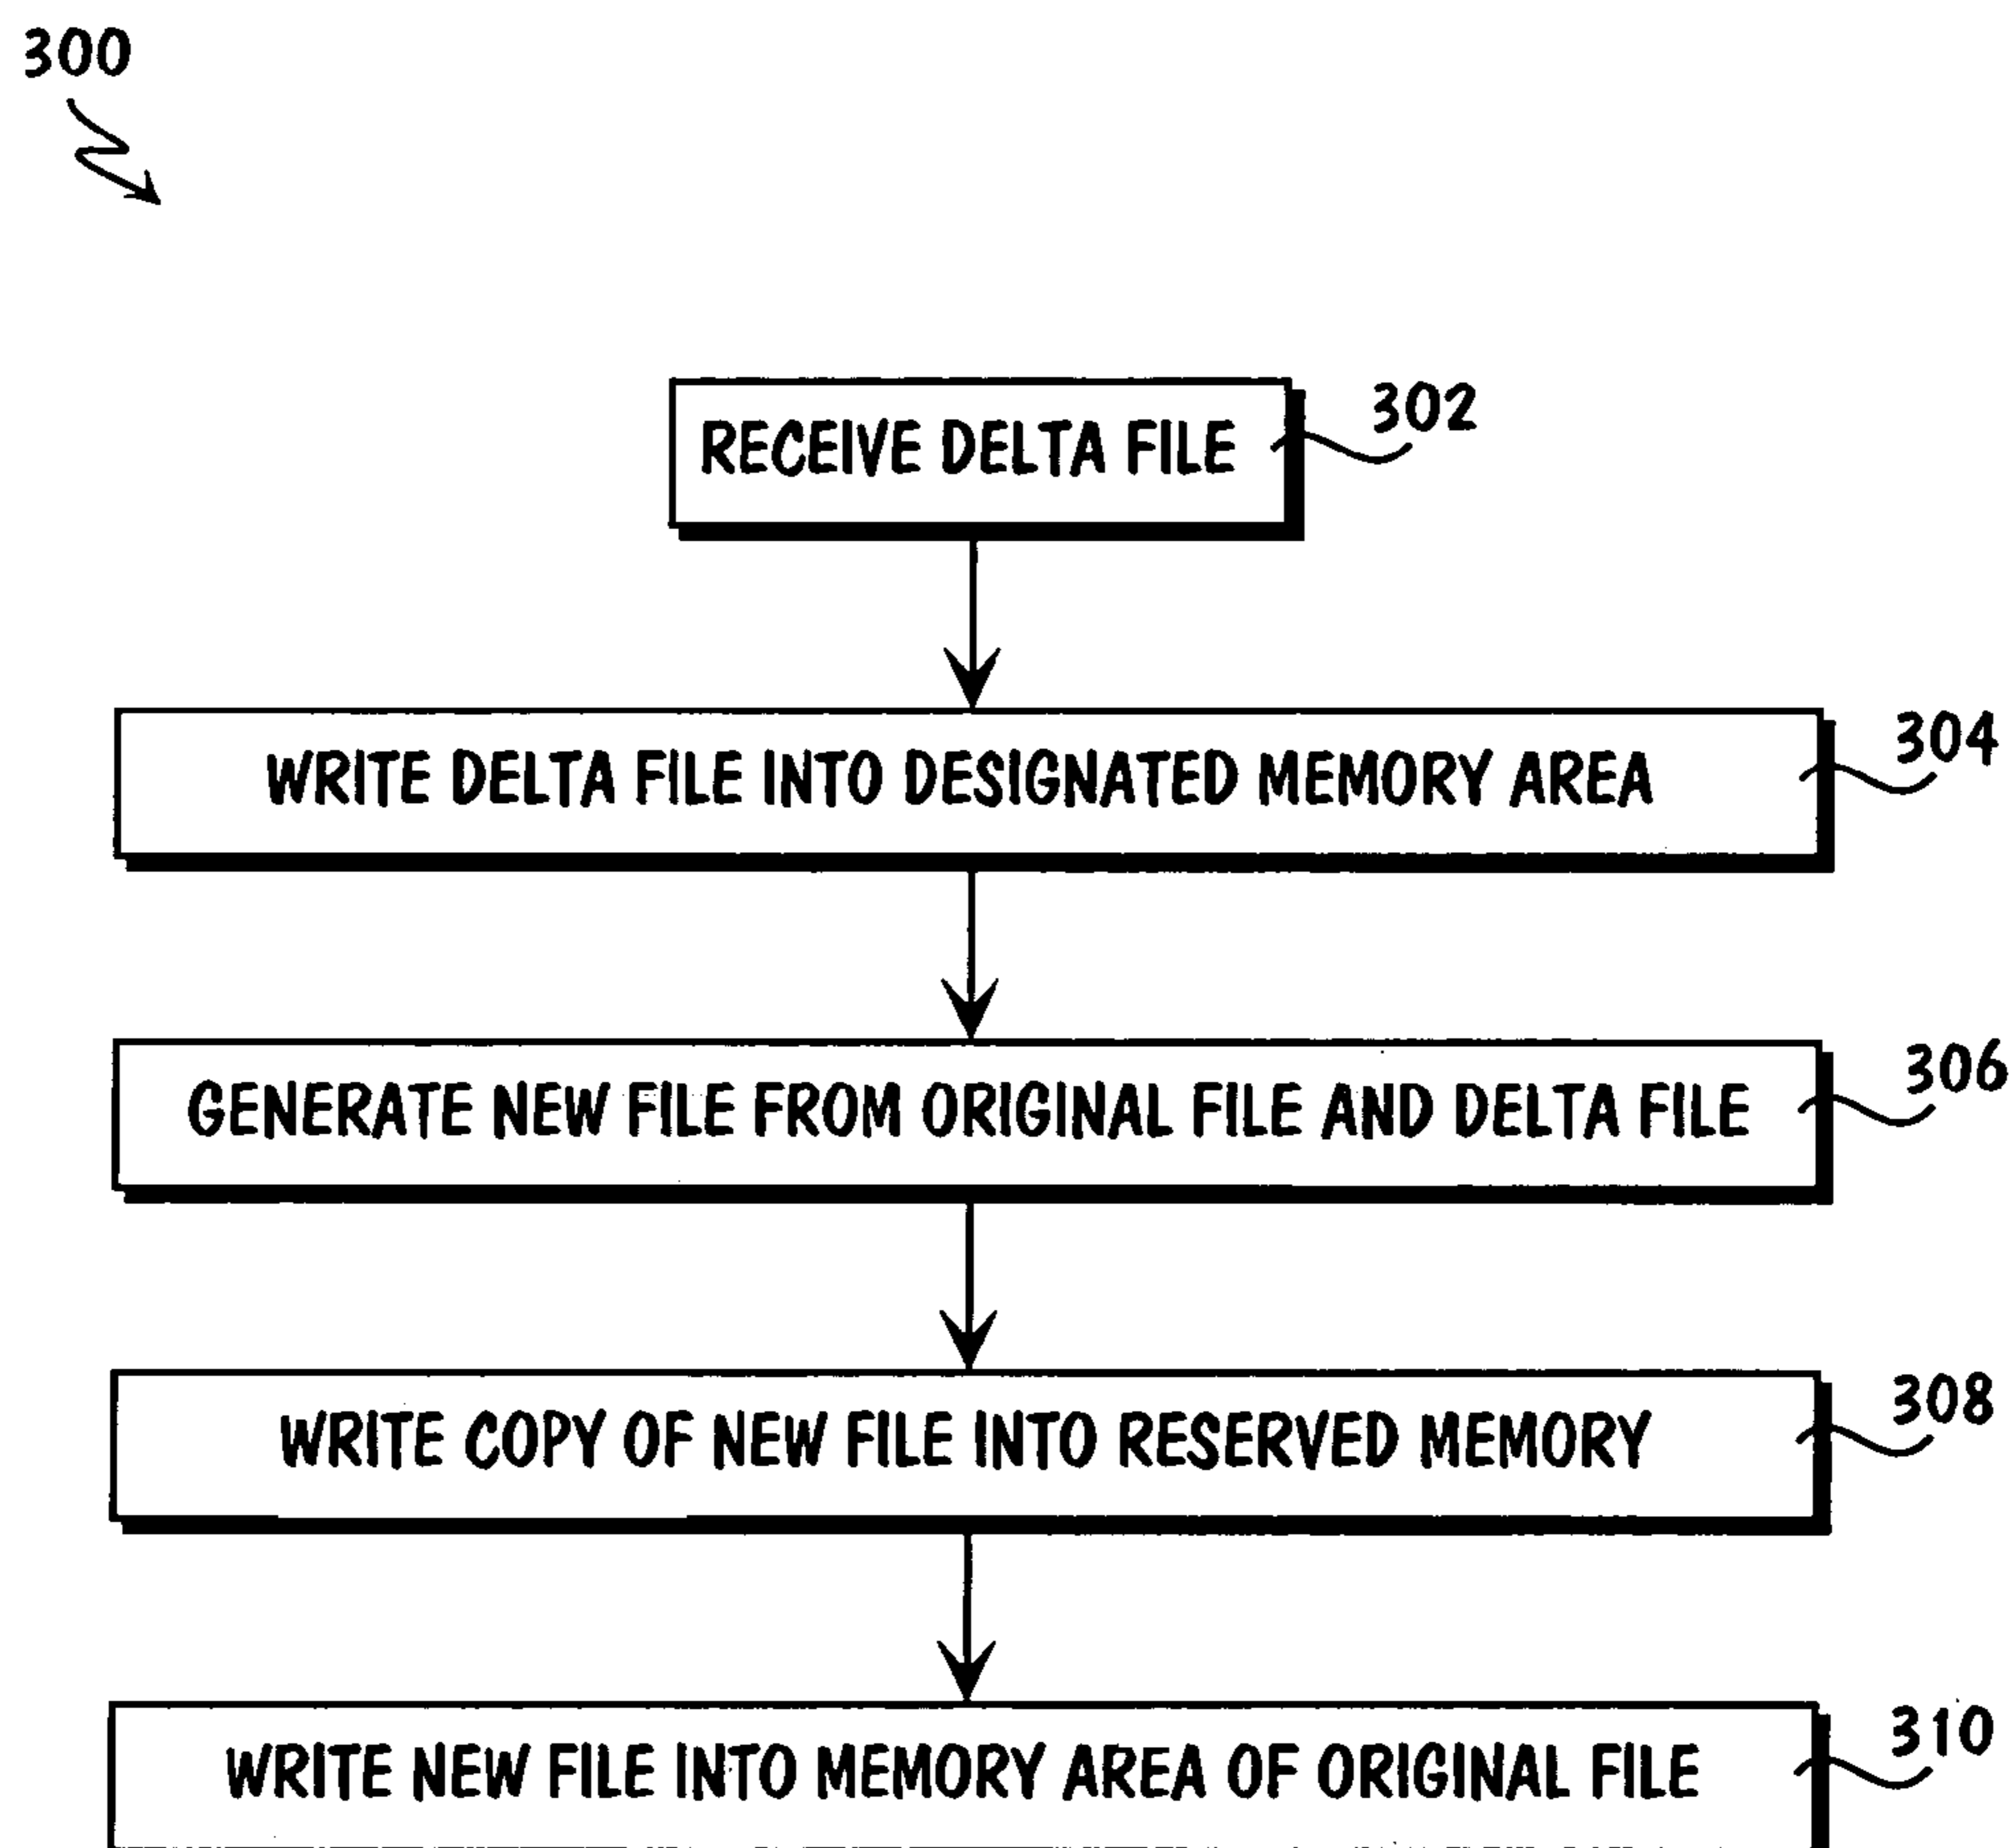 300
RECEIVE DELTA FILE
302
WRITE DELTA FILE INTO DESIGNATED MEMORY AREA
304
GENERATE NEW FILE FROM ORIGINAL FILE AND DELTA FILE
306
WRITE COPY OF NEW FILE INTO RESERVED MEMORY
308
WRITE NEW FILE INTO MEMORY AREA OF ORIGINAL FILE
310